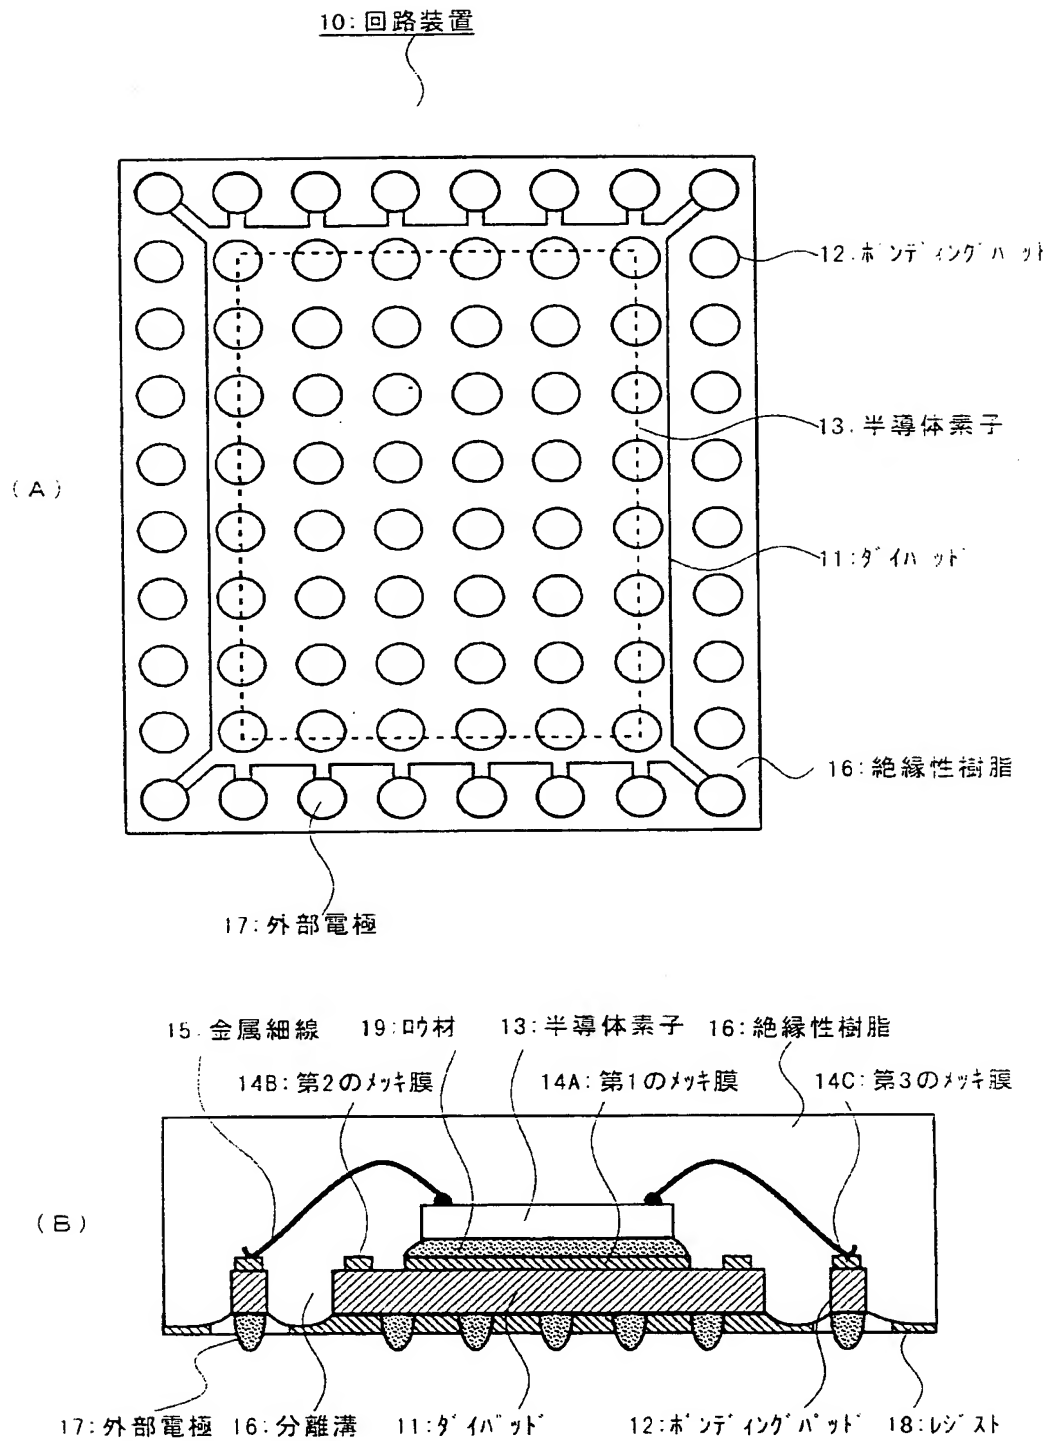 10:回路装置
12.ボンディングパット
13.半導体素子
(A)
11:ダイパッド
16:絶縁性樹脂
17:外部電極
15.金属細線 19:ロウ材 13:半導体素子 16:絶縁性樹脂
14B:第2のメッキ膜 14A:第1のメッキ膜 14C:第3のメッキ膜
(B)
17:外部電極 16:分離溝 11:ダイパッド 12:ボンディングパッド 18:レジスト